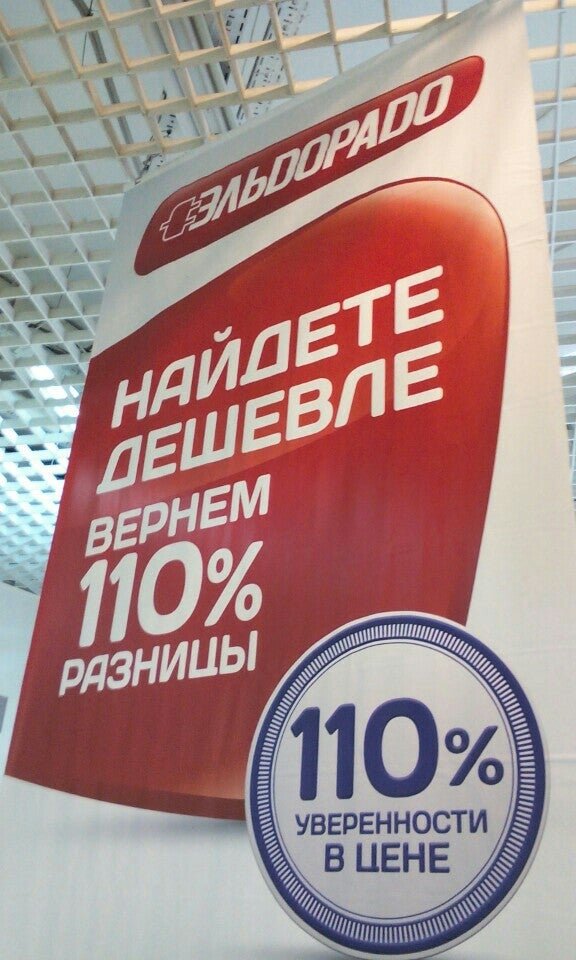 ЭЛЬДОРАДО
НАЙДЕТЕ
ДЕШЕВЛЕ
ВЕРНЕМ
110%
РАЗНИЦЫ
110%
УВЕРЕННОСТИ
В ЦЕНЕ